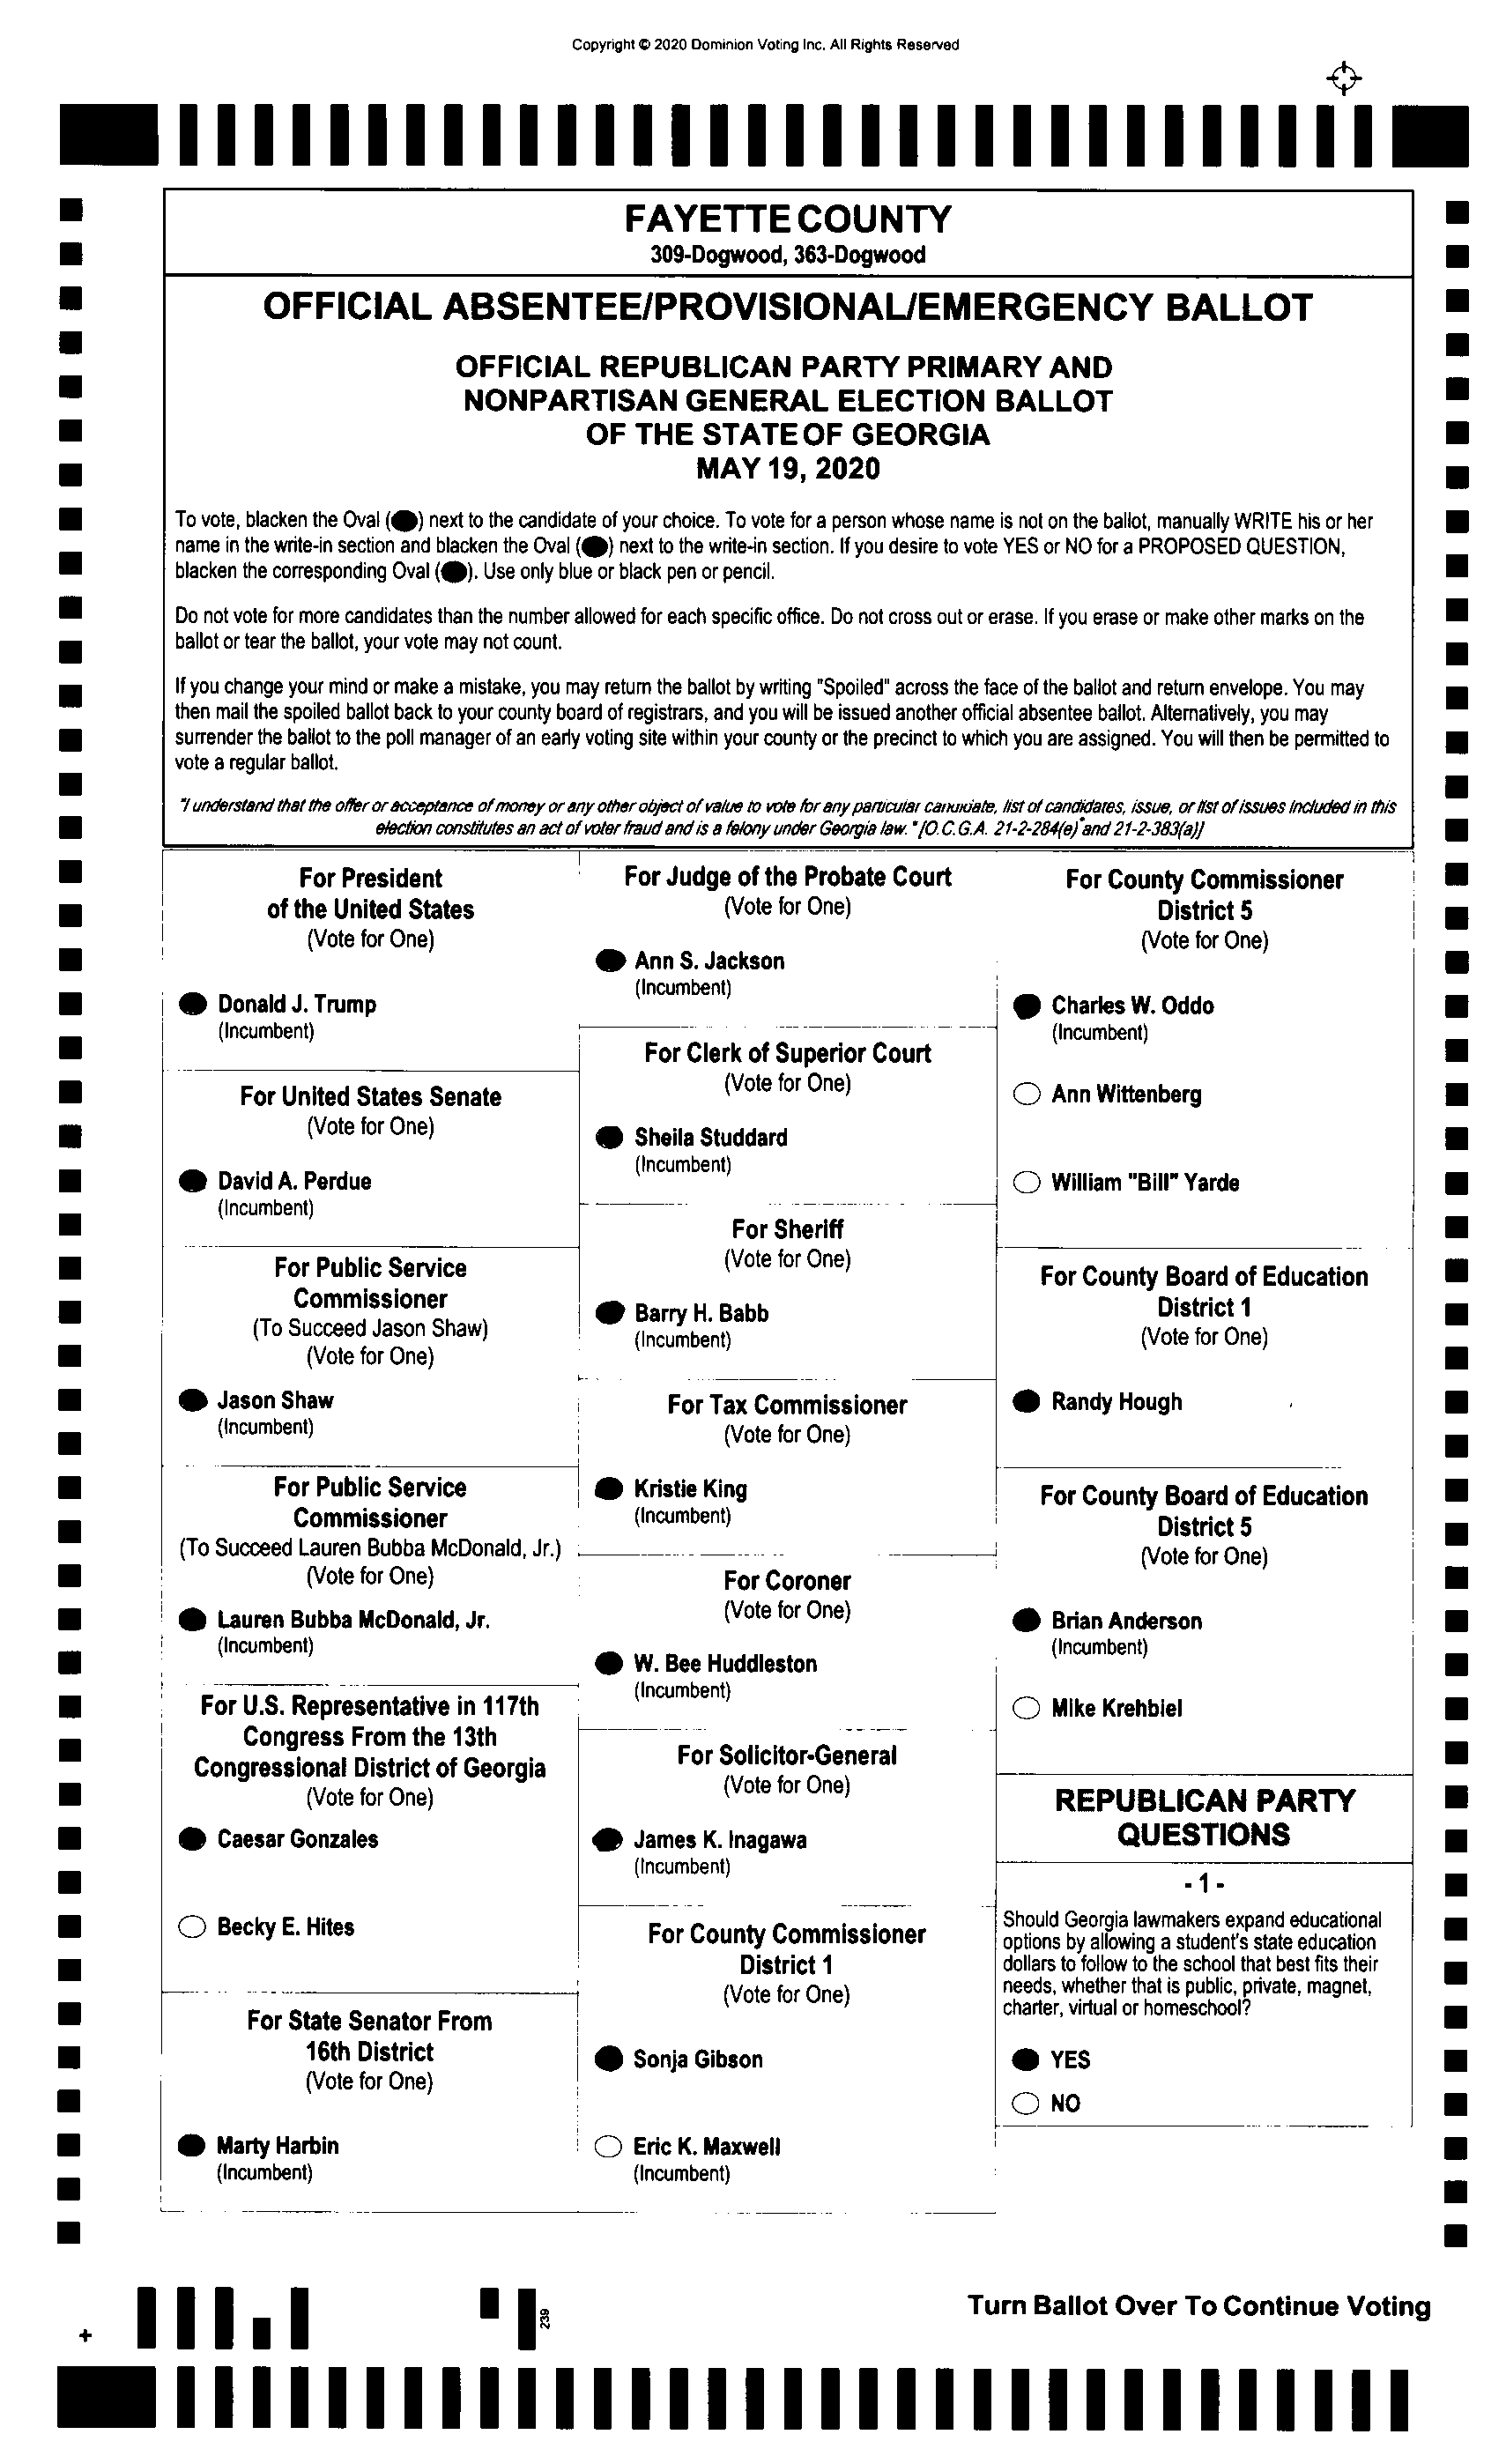 Copyright © 2020 Dominion Voting Inc. All Rights Reserved
FAYETTE COUNTY
309-Dogwood, 363-Dogwood
OFFICIAL ABSENTEE/PROVISIONAL/EMERGENCY BALLOT
OFFICIAL REPUBLICAN PARTY PRIMARY AND
NONPARTISAN GENERAL ELECTION BALLOT
OF THE STATE OF GEORGIA
MAY 19, 2020
To vote, blacken the Oval (●) next to the candidate of your choice. To vote for a person whose name is not on the ballot, manually WRITE his or her
name in the write-in section and blacken the Oval (●) next to the write-in section. If you desire to vote YES or NO for a PROPOSED QUESTION,
blacken the corresponding Oval (●). Use only blue or black pen or pencil.
Do not vote for more candidates than the number allowed for each specific office. Do not cross out or erase. If you erase or make other marks on the
ballot or tear the ballot, your vote may not count.
If you change your mind or make a mistake, you may return the ballot by writing "Spoiled" across the face of the ballot and return envelope. You may
then mail the spoiled ballot back to your county board of registrars, and you will be issued another official absentee ballot. Alternatively, you may
surrender the ballot to the poll manager of an early voting site within your county or the precinct to which you are assigned. You will then be permitted to
vote a regular ballot.
"I understand that the offer or acceptance of money or any other object of value to vote for any particular candidate, list of candidates, issue, or list of issues included in this
election constitutes an act of voter fraud and is a felony under Georgia law." [O.C.G.A. 21-2-284(e) and 21-2-383(a)]
For President
of the United States
(Vote for One)
Donald J. Trump
(Incumbent)
For United States Senate
(Vote for One)
David A. Perdue
(Incumbent)
For Public Service
Commissioner
(To Succeed Jason Shaw)
(Vote for One)
Jason Shaw
(Incumbent)
For Public Service
Commissioner
(To Succeed Lauren Bubba McDonald, Jr.)
(Vote for One)
Lauren Bubba McDonald, Jr.
(Incumbent)
For U.S. Representative in 117th
Congress From the 13th
Congressional District of Georgia
(Vote for One)
Caesar Gonzales
Becky E. Hites
For State Senator From
16th District
(Vote for One)
Marty Harbin
(Incumbent)
For Judge of the Probate Court
(Vote for One)
Ann S. Jackson
(Incumbent)
For Clerk of Superior Court
(Vote for One)
Sheila Studdard
(Incumbent)
For Sheriff
(Vote for One)
Barry H. Babb
(Incumbent)
For Tax Commissioner
(Vote for One)
Kristie King
(Incumbent)
For Coroner
(Vote for One)
W. Bee Huddleston
(Incumbent)
For Solicitor-General
(Vote for One)
James K. Inagawa
(Incumbent)
For County Commissioner
District 1
(Vote for One)
Sonja Gibson
Eric K. Maxwell
(Incumbent)
For County Commissioner
District 5
(Vote for One)
Charles W. Oddo
(Incumbent)
Ann Wittenberg
William "Bill" Yarde
For County Board of Education
District 1
(Vote for One)
Randy Hough
For County Board of Education
District 5
(Vote for One)
Brian Anderson
(Incumbent)
Mike Krehbiel
REPUBLICAN PARTY
QUESTIONS
- 1 -
Should Georgia lawmakers expand educational
options by allowing a student's state education
dollars to follow to the school that best fits their
needs, whether that is public, private, magnet,
charter, virtual or homeschool?
YES
NO
239
Turn Ballot Over To Continue Voting